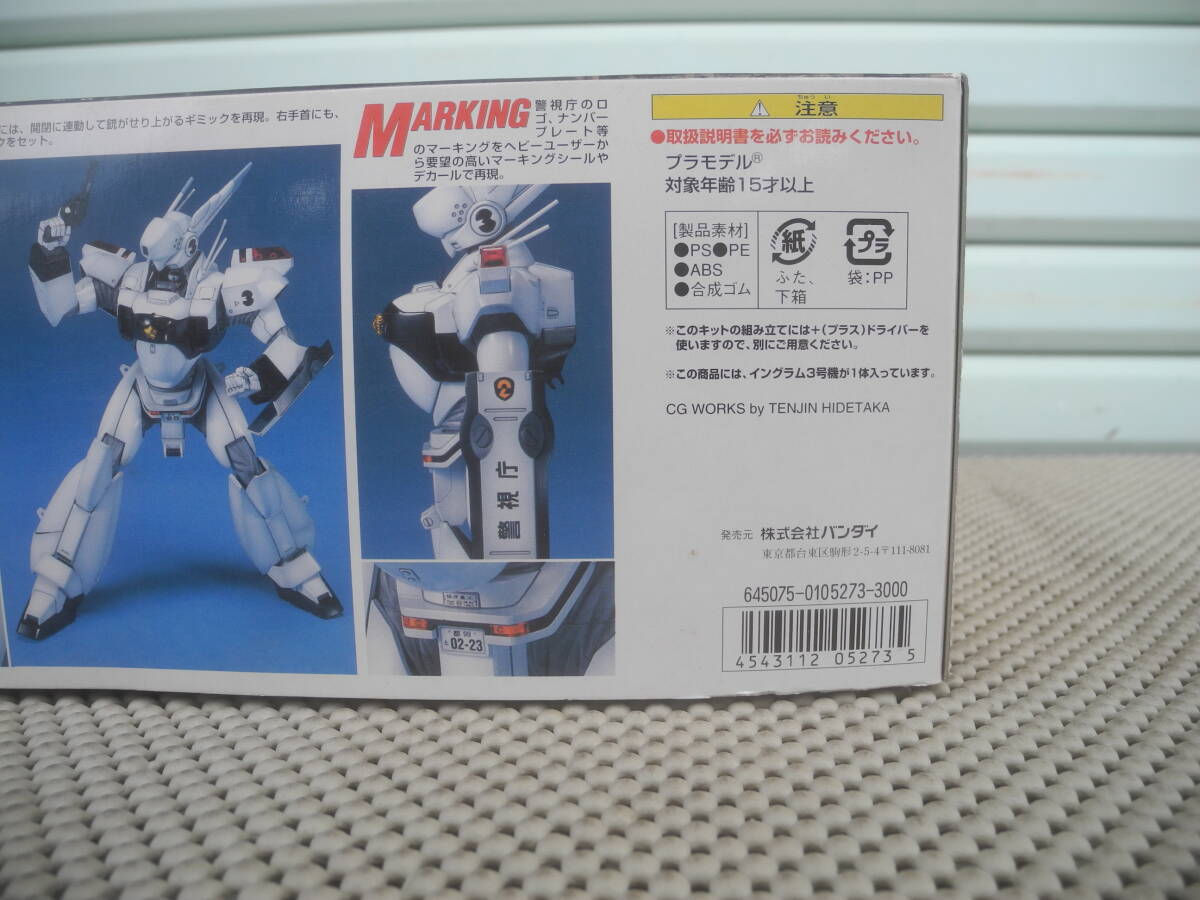 には、開閉に連動して銃がせり上がるギミックを再現。右手首にも、
クをセット。
MARKING
警視庁のロ
ゴ、ナンバー
プレート等
のマーキングをヘビーユーザーか
ら要望の高いマーキングシールや
デカールで再現。
3
3
3
2
警視庁
02-23
ちゅう い
⚠ 注意
●取扱説明書を必ずお読みください。
プラモデル®
対象年齢15才以上
[製品素材]
●PS●PE
●ABS
●合成ゴム
紙
ふた、
下箱
プラ
袋:PP
※このキットの組み立てには+(プラス)ドライバーを
使いますので、別にご用意ください。
※この商品には、イングラム3号機が1体入っています。
CG WORKS by TENJIN HIDETAKA
発売元 株式会社バンダイ
東京都台東区駒形2-5-4〒111-8081
645075-0105273-3000
4543112 05273 5